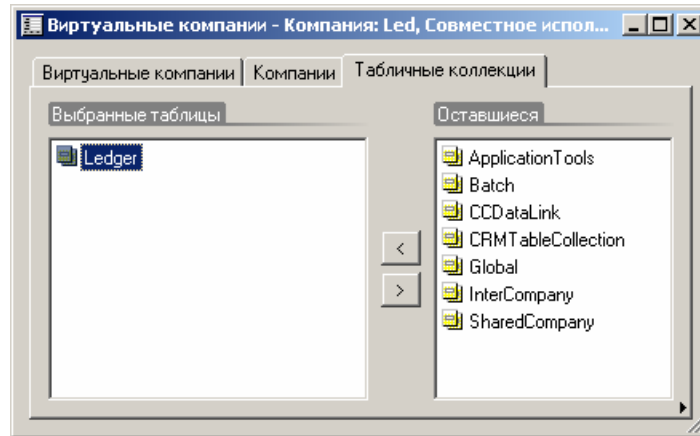 Виртуальные компании - Компания: Led, Совместное испол...
Виртуальные компании Компании Табличные коллекции
Выбранные таблицы Оставшиеся
Ledger
ApplicationTools
Batch
CCDataLink
CRMTableCollection
<
Global
InterCompany
>
SharedCompany